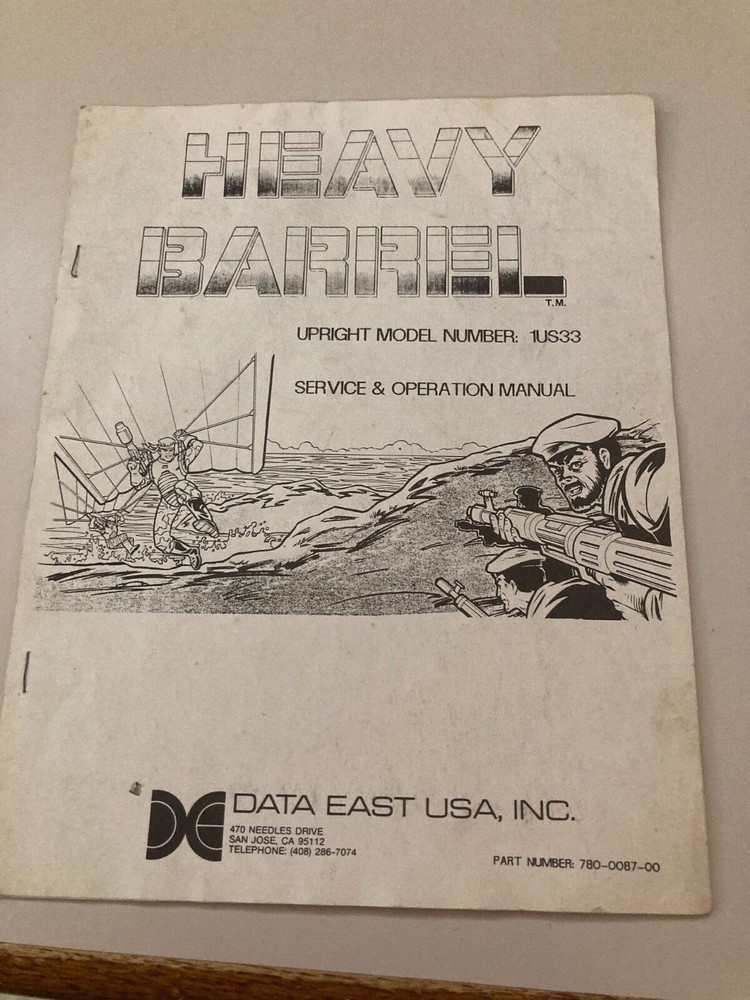 HEAVY
BARREL
T.M.
UPRIGHT MODEL NUMBER: 1US33
SERVICE & OPERATION MANUAL
DE DATA EAST USA, INC.
470 NEEDLES DRIVE
SAN JOSE, CA 95112
TELEPHONE: (408) 286-7074
PART NUMBER: 780-0087-00